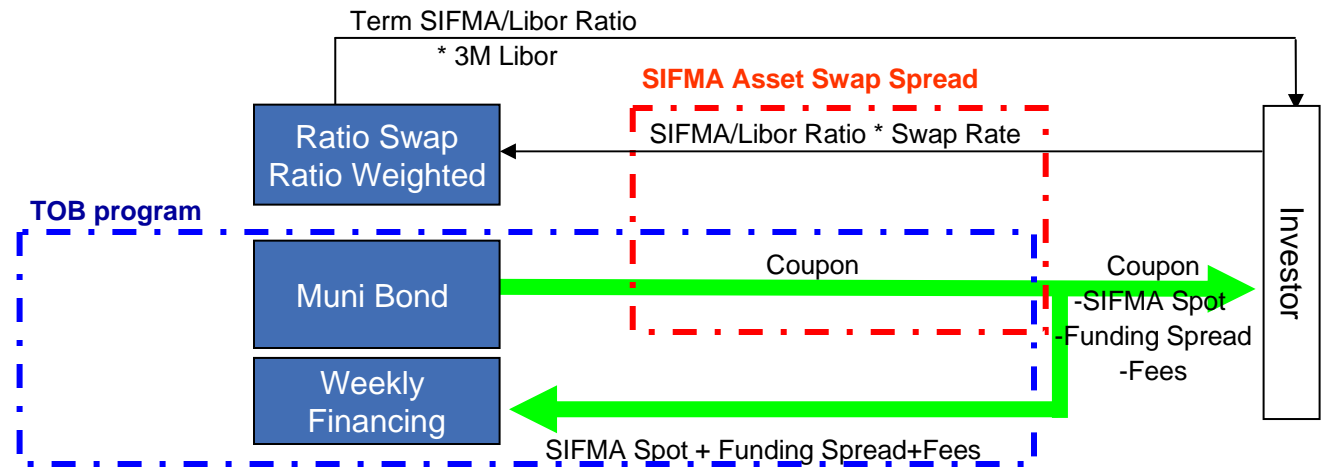 Term SIFMA/Libor Ratio
* 3M Libor
SIFMA Asset Swap Spread
Ratio Swap
Ratio Weighted
SIFMA/Libor Ratio * Swap Rate
TOB program
Muni Bond
Coupon
Coupon
-SIFMA Spot
-Funding Spread
-Fees
Investor
Weekly
Financing
SIFMA Spot + Funding Spread+Fees